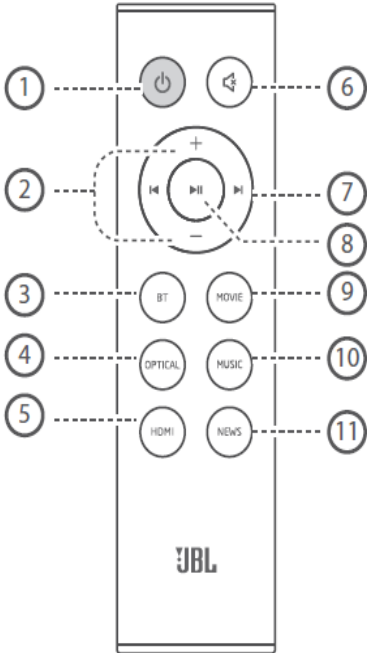 1 6
+
2 7
−
8
3 BT MOVIE 9
4 OPTICAL MUSIC 10
5 HDMI NEWS 11
JBL